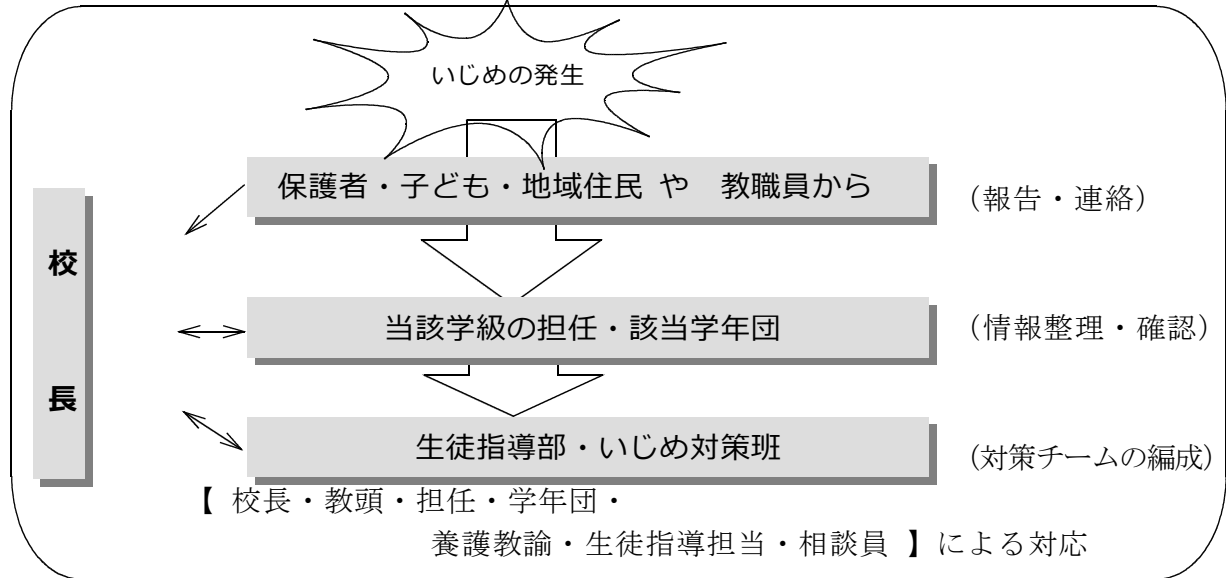 いじめの発生
保護者・子ども・地域住民 や　教職員から
（報告・連絡）
校長
当該学級の担任・該当学年団
（情報整理・確認）
生徒指導部・いじめ対策班
（対策チームの編成）
【 校長・教頭・担任・学年団・
養護教諭・生徒指導担当・相談員 】による対応